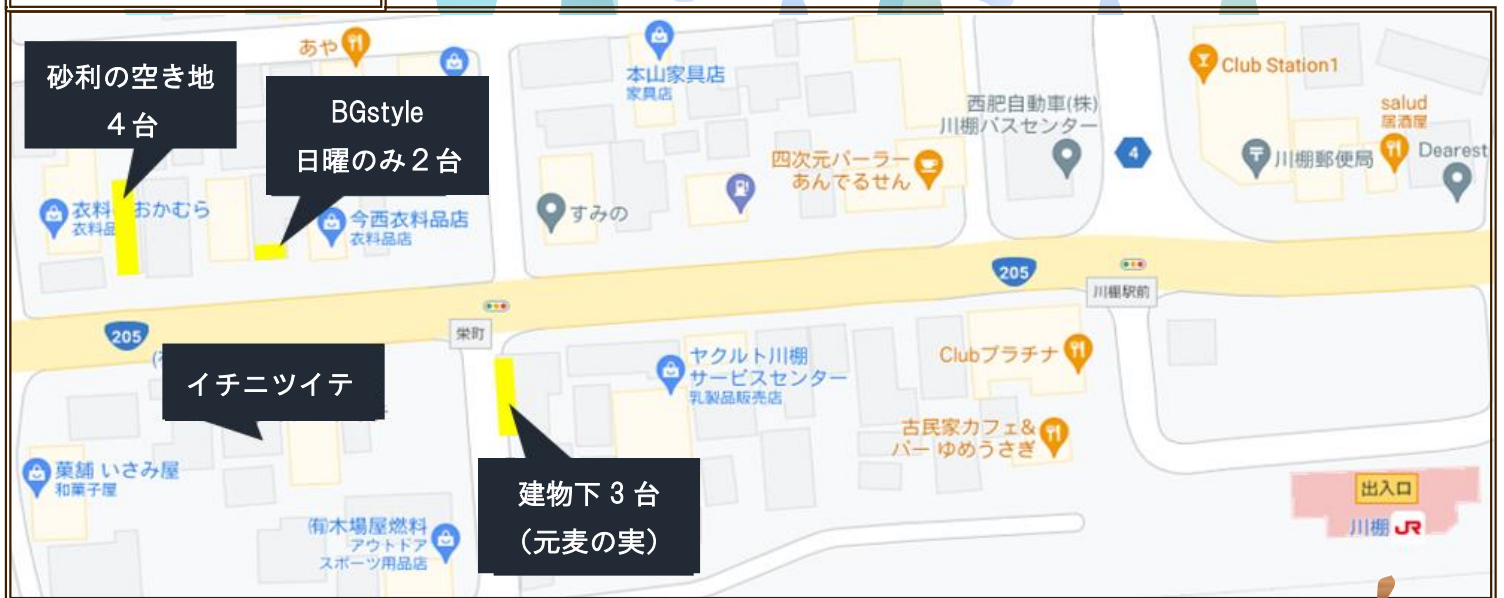 砂利の空き地
４台
BGstyle
日曜のみ２台
あや
本山家具店
家具店
西肥自動車(株)
川棚バスセンター
4
Club Station1
salud
居酒屋
川棚郵便局
Dearest
四次元パーラー
あんでるせん
衣料
おかむら
衣料品
今西衣料品店
衣料品店
すみの
205
川棚駅前
205
栄町
イチニツイテ
ヤクルト川棚
サービスセンター
乳製品販売店
Clubプラチナ
古民家カフェ&
バー ゆめうさぎ
菓舗 いさみ屋
和菓子屋
建物下３台
（元麦の実）
㈲木場屋燃料
アウトドア
スポーツ用品店
出入口
川棚 JR